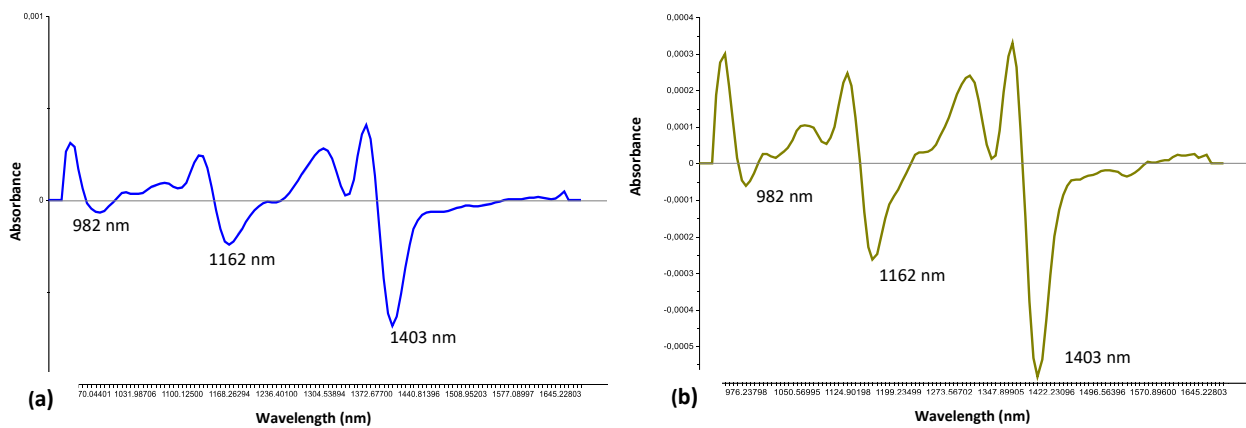 0,001
0
Absorbance
982 nm
1162 nm
1403 nm
70.04401 1031.98706 1100.12500 1168.26294 1236.40100 1304.53894 1372.67700 1440.81396 1508.95203 1577.08997 1645.22803
Wavelength (nm)
(a)
0,0004
0,0003
0,0002
0,0001
0
-0,0001
-0,0002
-0,0003
-0,0004
-0,0005
Absorbance
982 nm
1162 nm
1403 nm
976.23798 1050.56995 1124.90198 1199.23499 1273.56702 1347.89905 1422.23096 1496.56396 1570.89600 1645.22803
Wavelength (nm)
(b)